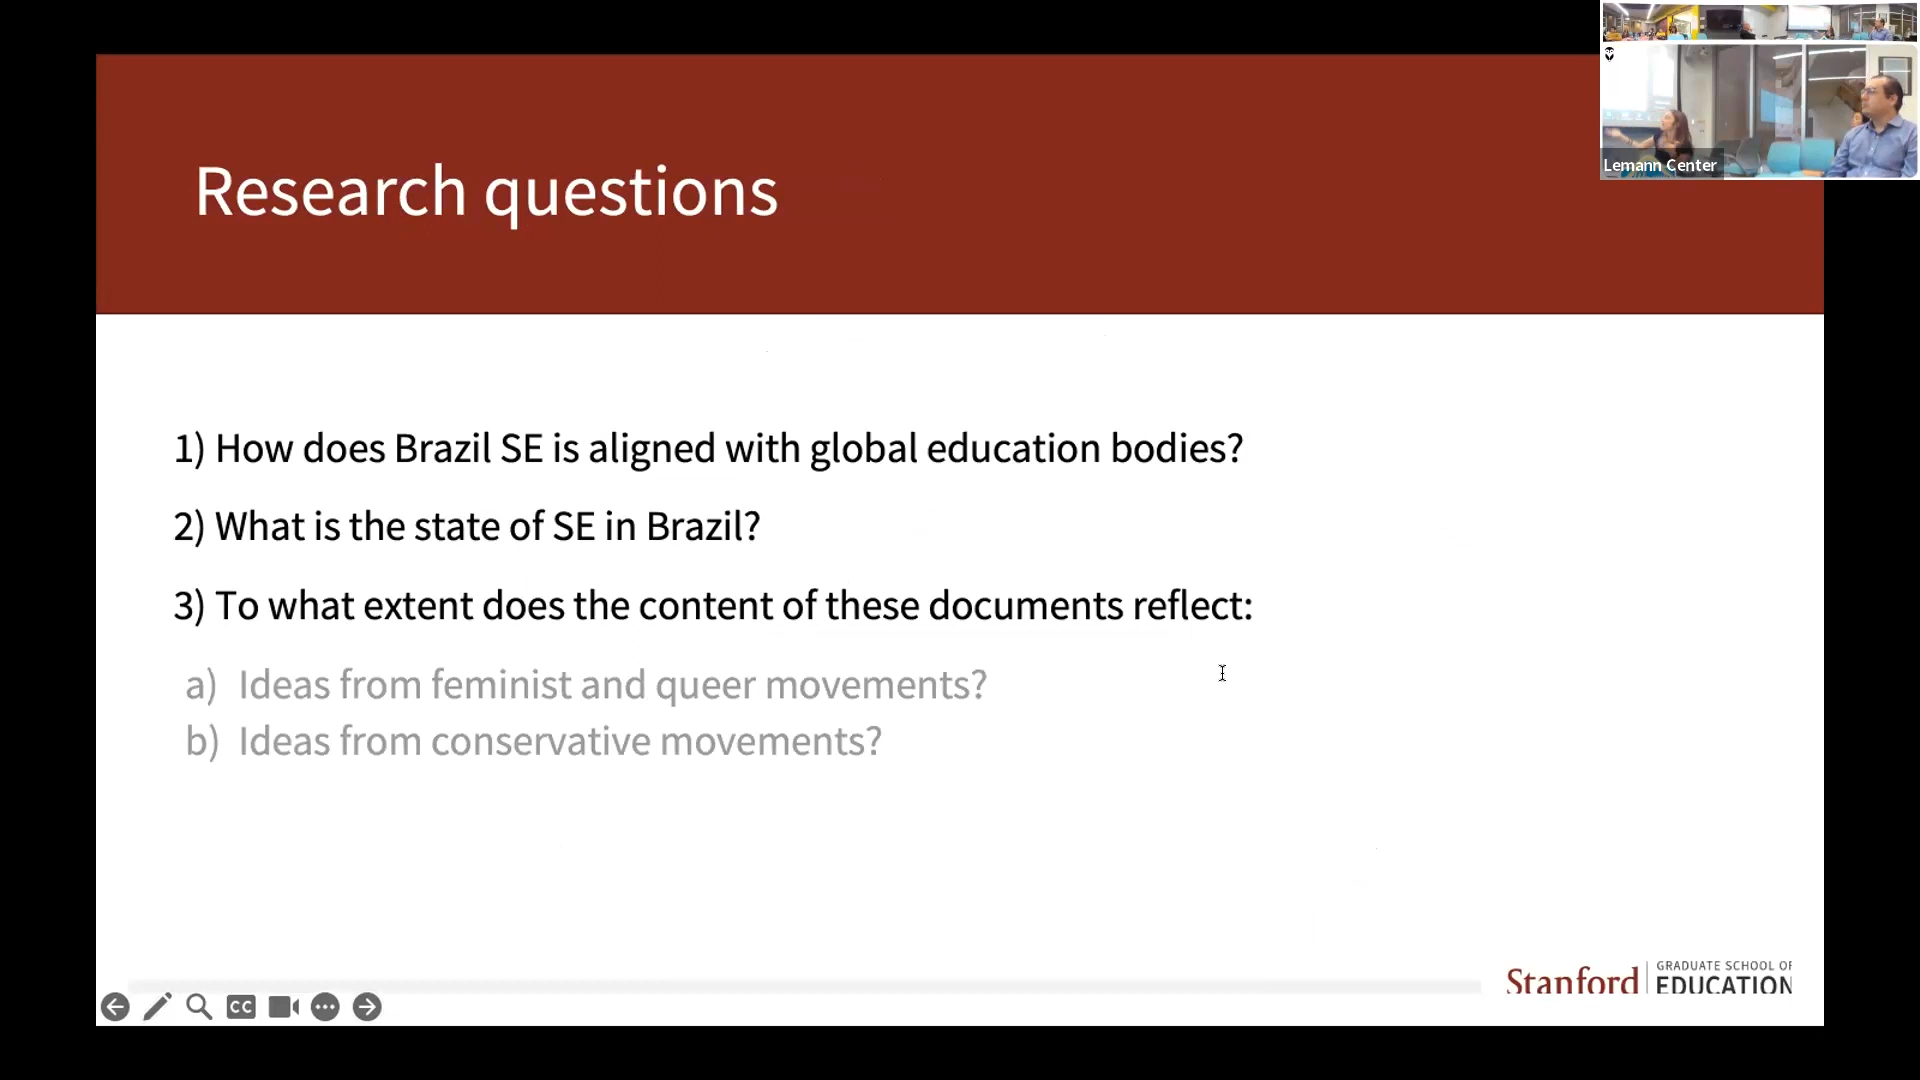 Research questions
Lemann Center
1) How does Brazil SE is aligned with global education bodies?
2) What is the state of SE in Brazil?
3) To what extent does the content of these documents reflect:
a) Ideas from feminist and queer movements?
b) Ideas from conservative movements?
Stanford
GRADUATE SCHOOL OF
EDUCATION
CC